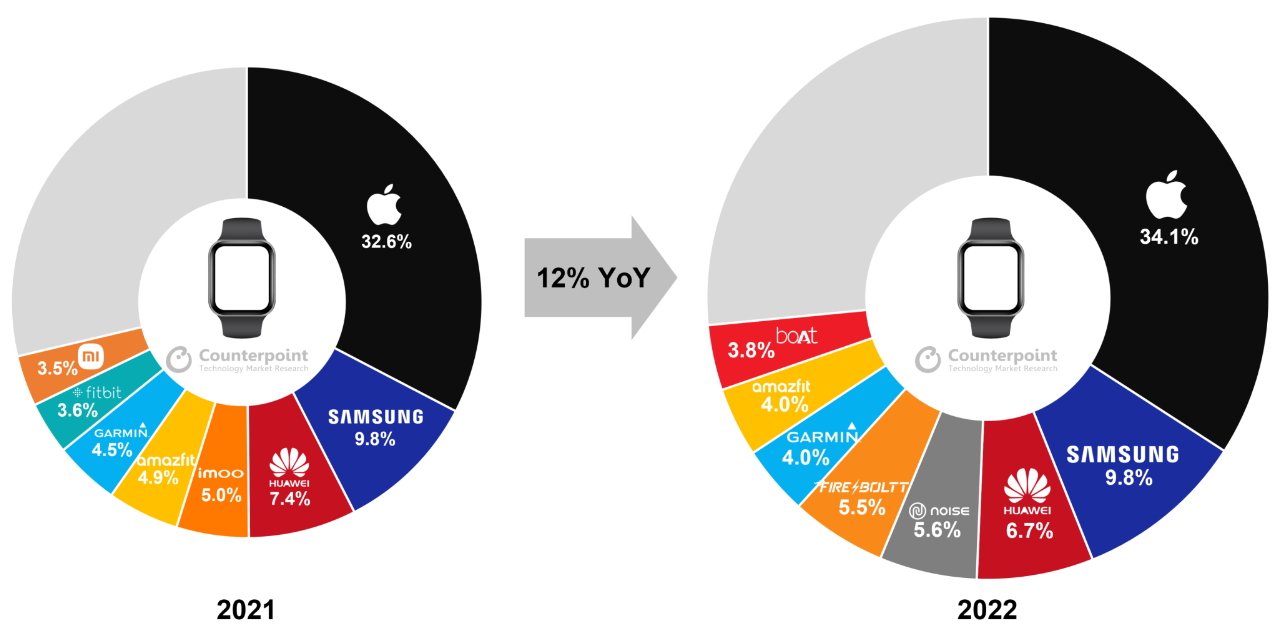 32.6%
SAMSUNG
9.8%
HUAWEI
7.4%
imoo
5.0%
amazfit
4.9%
GARMIN
4.5%
fitbit
3.6%
mi
3.5%
Counterpoint
Technology Market Research
2021
12% YoY
34.1%
SAMSUNG
9.8%
HUAWEI
6.7%
noise
5.6%
FIRE-BOLTT
5.5%
GARMIN
4.0%
amazfit
4.0%
boAt
3.8%
Counterpoint
Technology Market Research
2022